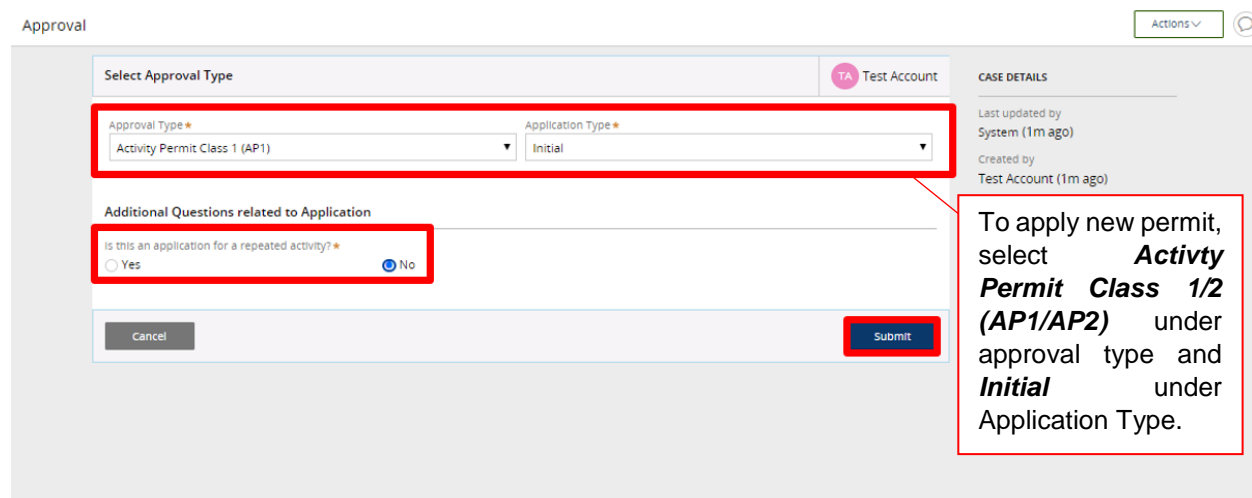 Approval
Actions
Select Approval Type
TA Test Account
CASE DETAILS
Approval Type★
Application Type★
Activity Permit Class 1 (AP1)
Initial
Last updated by
System (1m ago)
Created by
Test Account (1m ago)
Additional Questions related to Application
Is this an application for a repeated activity?★
Yes
No
Cancel
Submit
To apply new permit,
select Activty
Permit Class 1/2
(AP1/AP2) under
approval type and
Initial under
Application Type.